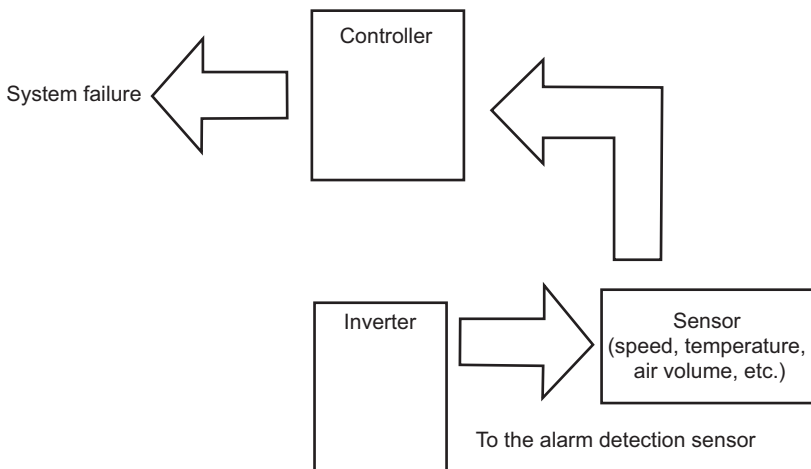 Controller
System failure
Inverter
Sensor
(speed, temperature,
air volume, etc.)
To the alarm detection sensor